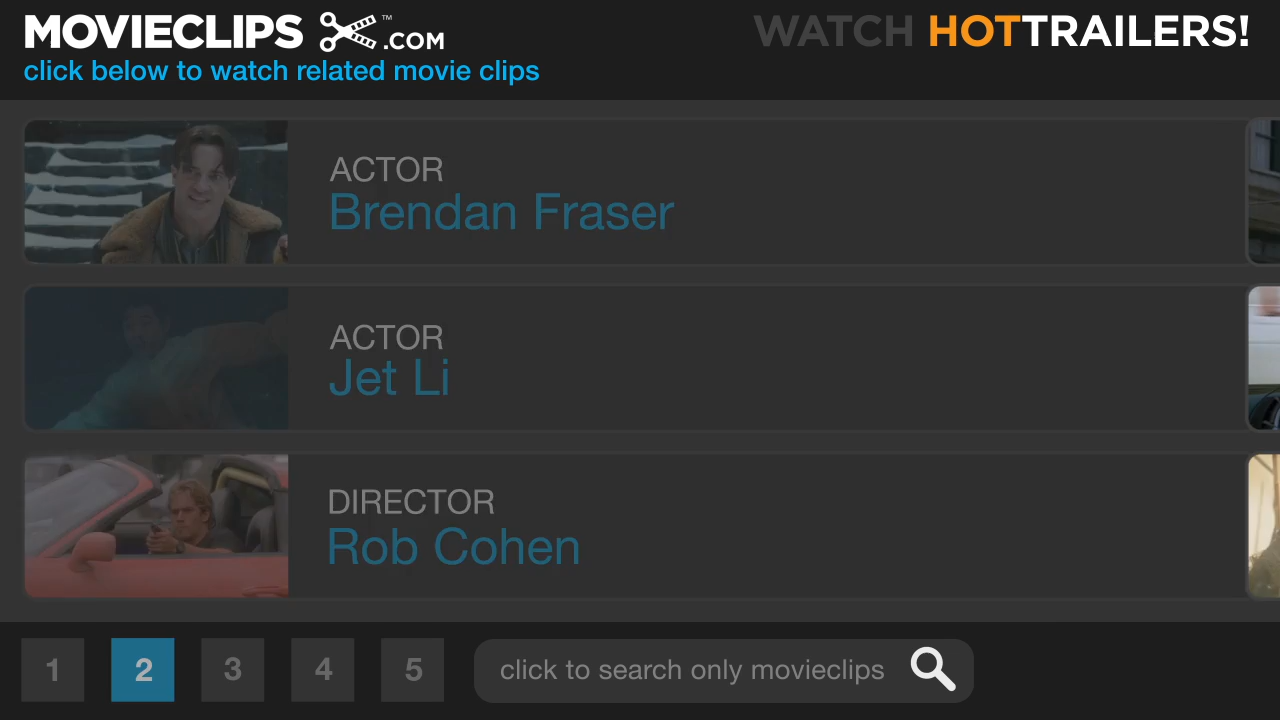 MOVIECLIPS ™ .COM
WATCH HOTTRAILERS!
click below to watch related movie clips
ACTOR
Brendan Fraser
ACTOR
Jet Li
DIRECTOR
Rob Cohen
1 2 3 4 5
click to search only movieclips